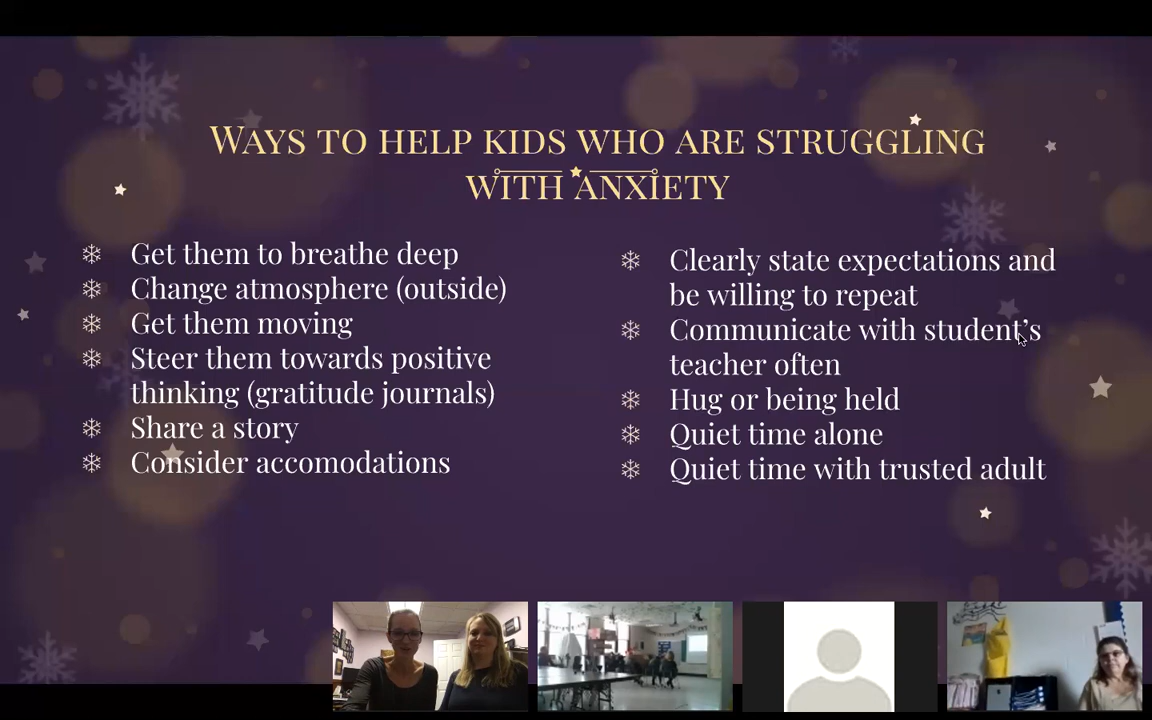 Ways to help kids who are struggling
with anxiety
Get them to breathe deep
Change atmosphere (outside)
Get them moving
Steer them towards positive
thinking (gratitude journals)
Share a story
Consider accomodations
Clearly state expectations and
be willing to repeat
Communicate with student’s
teacher often
Hug or being held
Quiet time alone
Quiet time with trusted adult